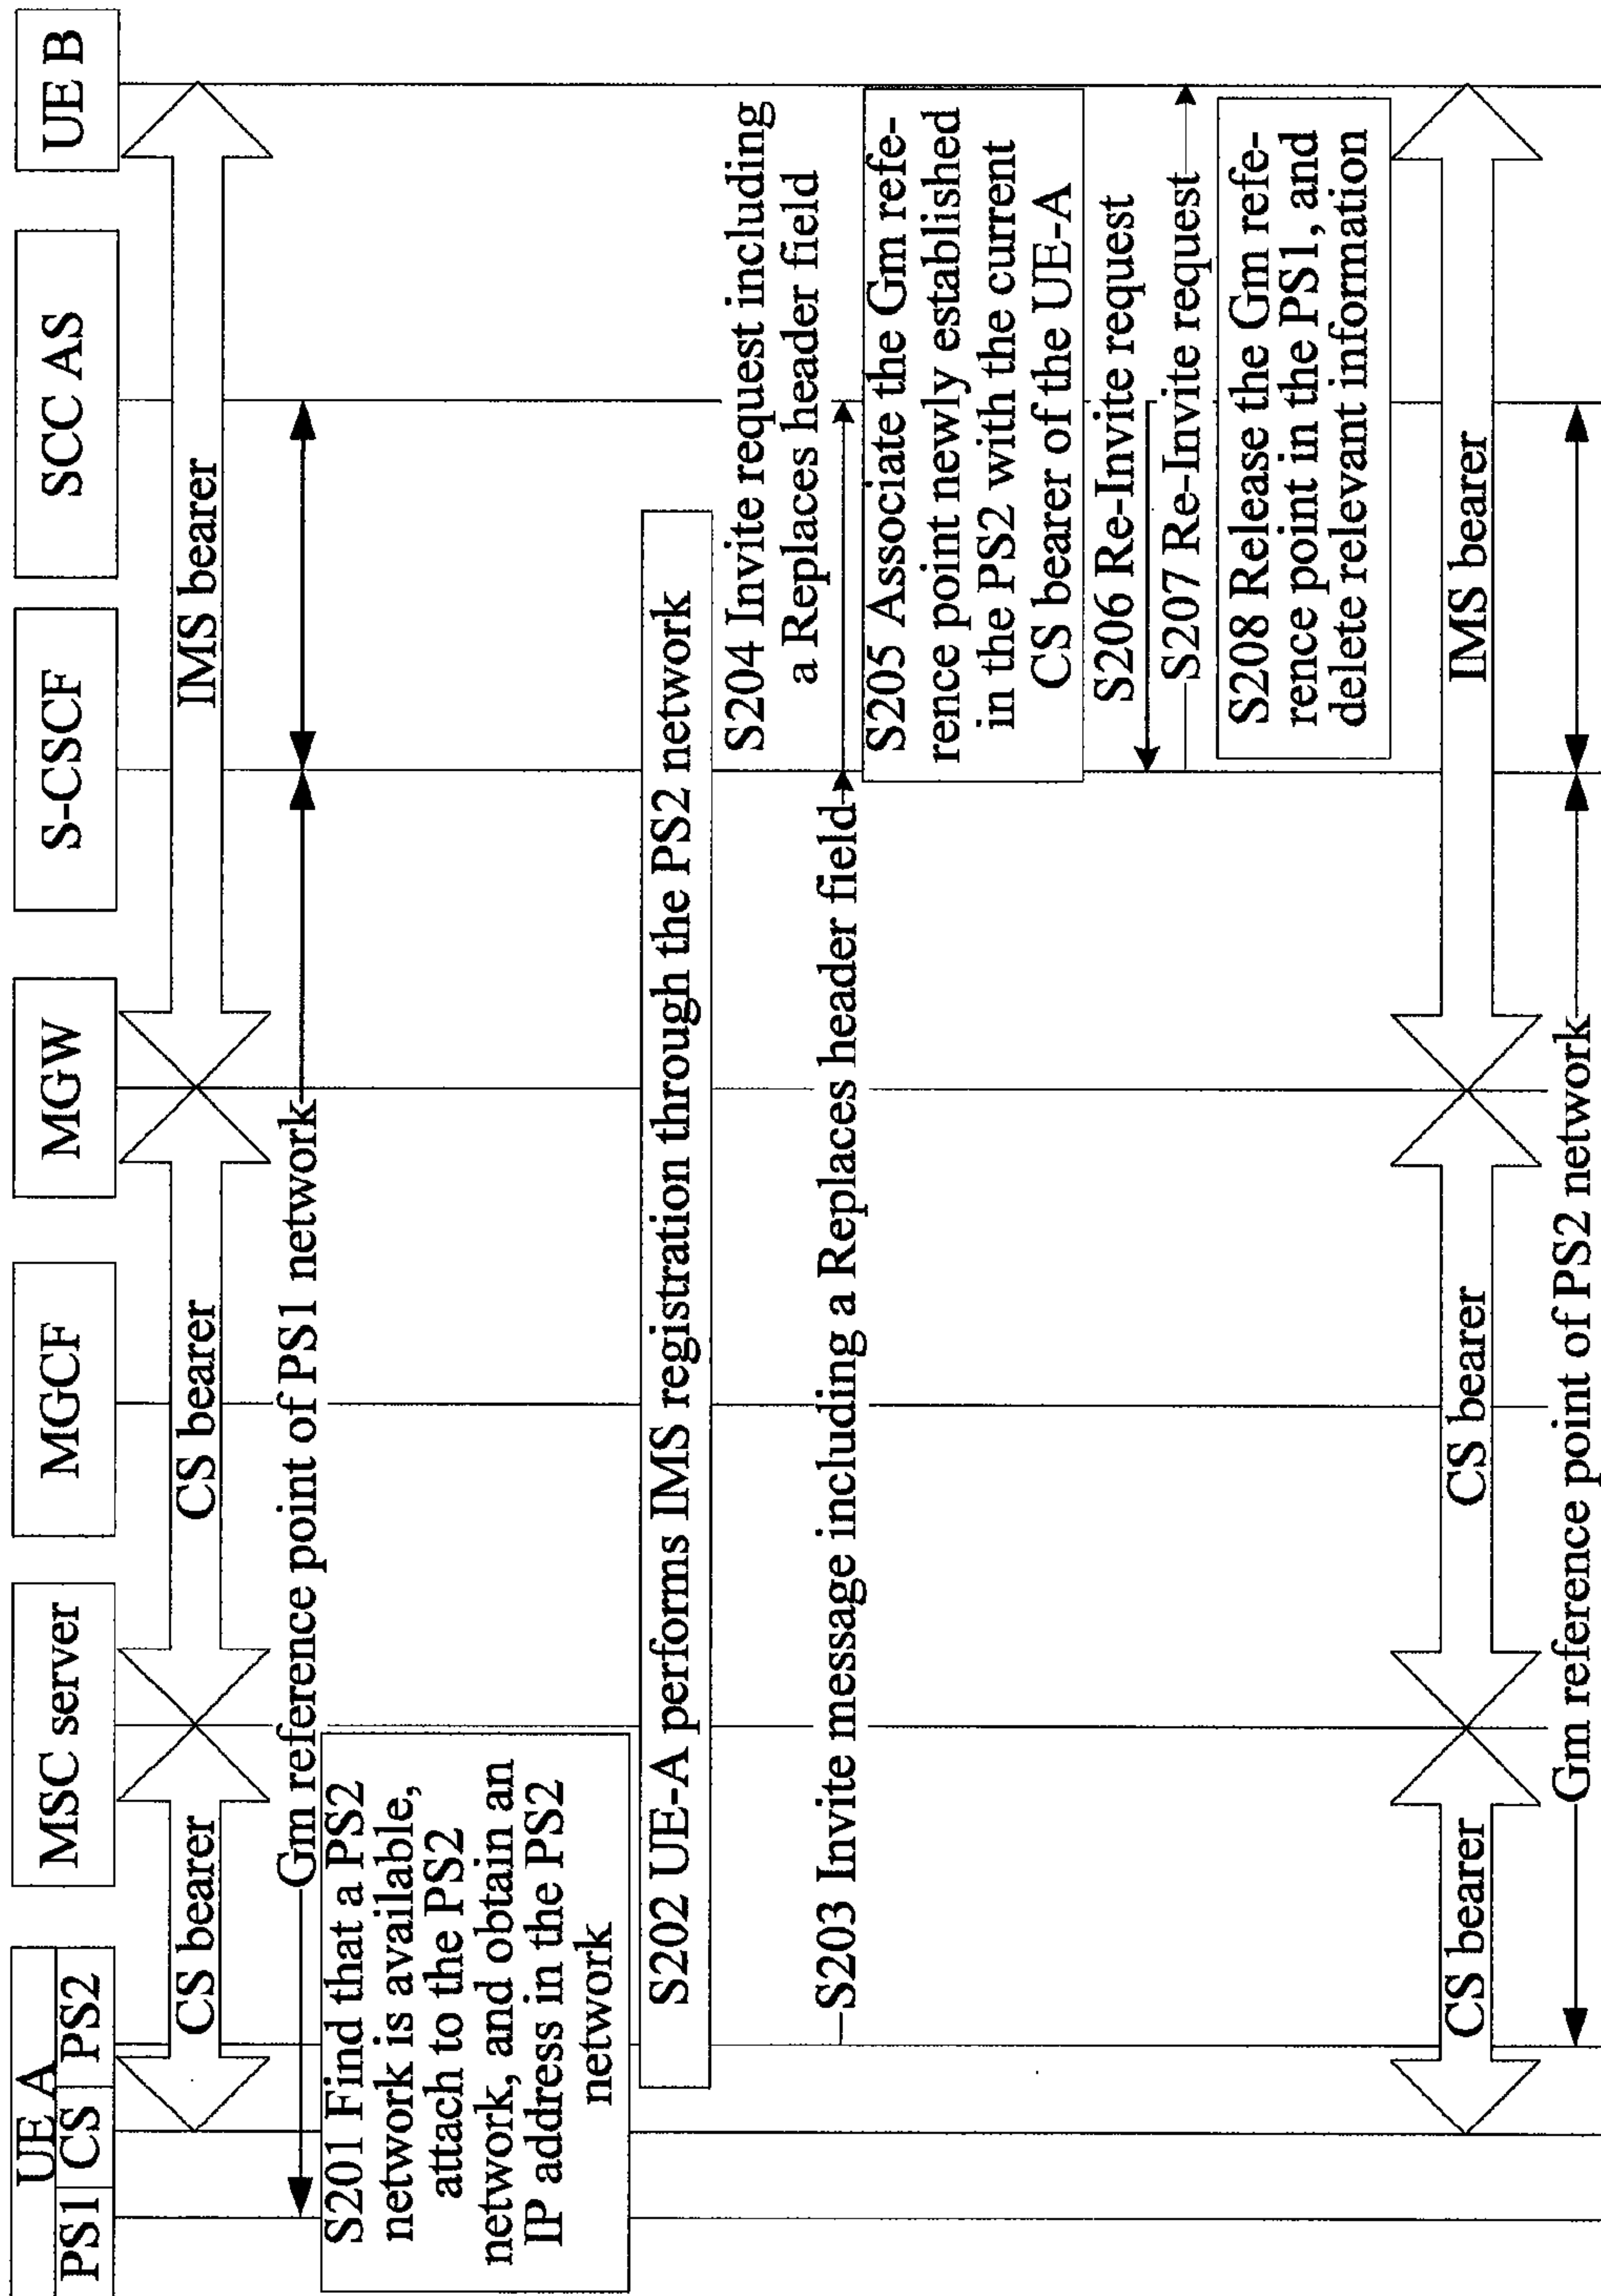 UE A
PS1
CS
PS2
MSC server
MGCF
MGW
S-CSCF
SCC AS
UE B
CS bearer
CS bearer
IMS bearer
Gm reference point of PS1 network
S201 Find that a PS2
network is available,
attach to the PS2
network, and obtain an
IP address in the PS2
network
S202 UE-A performs IMS registration through the PS2 network
S203 Invite message including a Replaces header field
S204 Invite request including
a Replaces header field
S205 Associate the Gm refe-
rence point newly established
in the PS2 with the current
CS bearer of the UE-A
S206 Re-Invite request
S207 Re-Invite request
S208 Release the Gm refe-
rence point in the PS1, and
delete relevant information
CS bearer
CS bearer
IMS bearer
Gm reference point of PS2 network